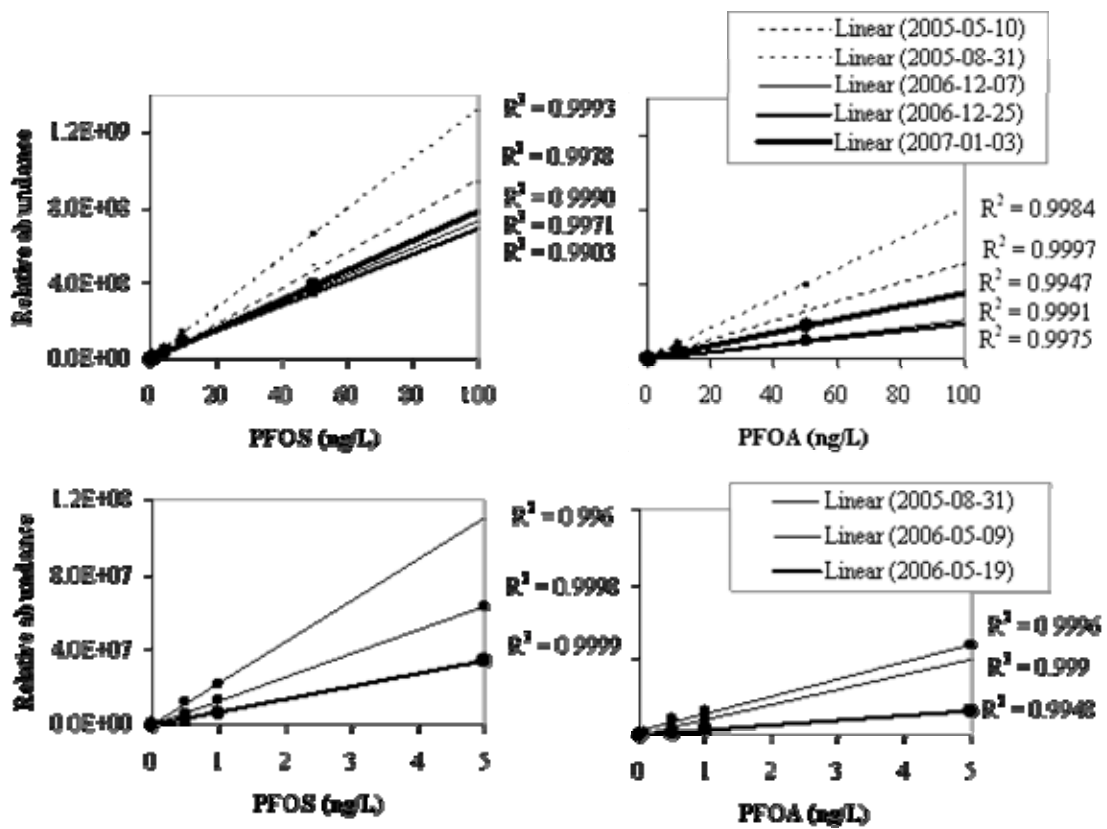 Linear (2005-05-10)
Linear (2005-08-31)
Linear (2006-12-07)
Linear (2006-12-25)
Linear (2007-01-03)
Relative abundance
1.2E+09
8.0E+08
4.0E+08
0.0E+00
0 20 40 60 80 100
PFOS (ng/L)
R² = 0.9993
R² = 0.9978
R² = 0.9990
R² = 0.9971
R² = 0.9903
0 20 40 60 80 100
PFOA (ng/L)
R² = 0.9984
R² = 0.9997
R² = 0.9947
R² = 0.9991
R² = 0.9975
Relative abundance
1.2E+08
8.0E+07
4.0E+07
0.0E+00
0 1 2 3 4 5
PFOS (ng/L)
R² = 0.996
R² = 0.9998
R² = 0.9999
Linear (2005-08-31)
Linear (2006-05-09)
Linear (2006-05-19)
0 1 2 3 4 5
PFOA (ng/L)
R² = 0.9996
R² = 0.999
R² = 0.9948